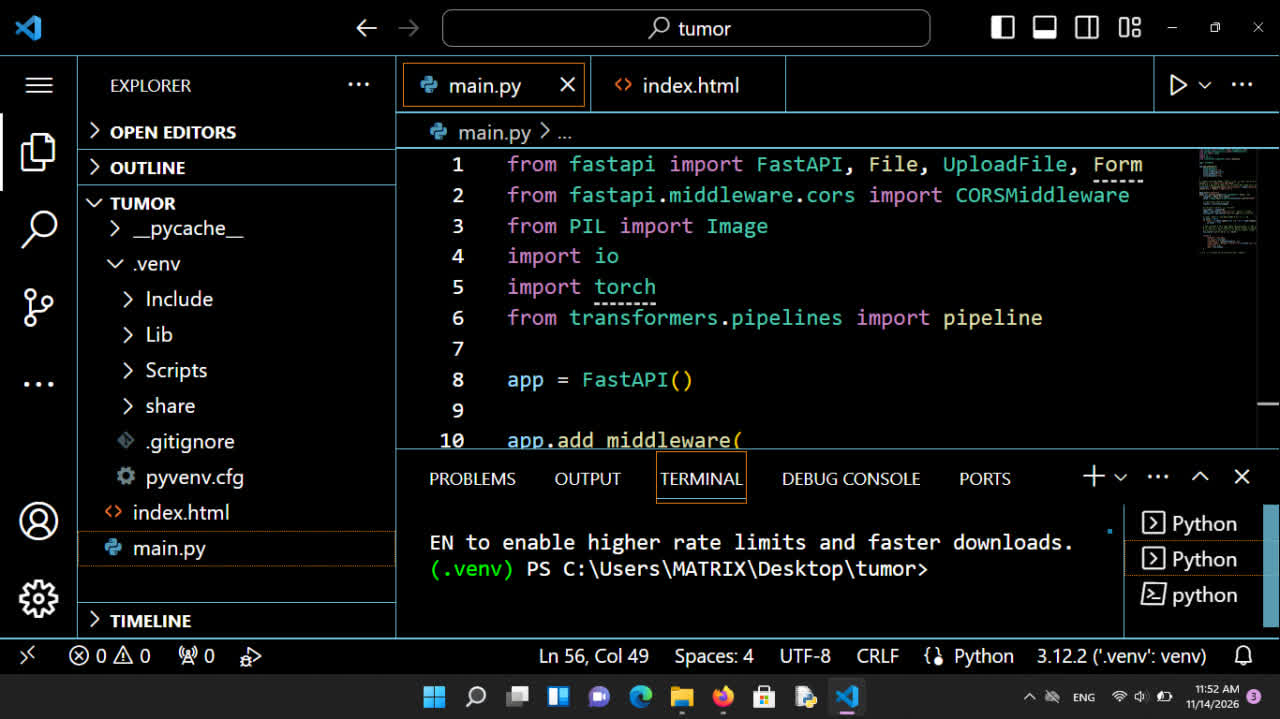 tumor
EXPLORER
OPEN EDITORS
OUTLINE
TUMOR
__pycache__
.venv
Include
Lib
Scripts
share
.gitignore
pyvenv.cfg
index.html
main.py
TIMELINE
main.py
index.html
main.py > ...
1 from fastapi import FastAPI, File, UploadFile, Form
2 from fastapi.middleware.cors import CORSMiddleware
3 from PIL import Image
4 import io
5 import torch
6 from transformers.pipelines import pipeline
7
8 app = FastAPI()
9
10 app.add_middleware(
PROBLEMS OUTPUT TERMINAL DEBUG CONSOLE PORTS
EN to enable higher rate limits and faster downloads.
(.venv) PS C:\Users\MATRIX\Desktop\tumor>
Python
Python
python
0 0 0 Ln 56, Col 49 Spaces: 4 UTF-8 CRLF Python 3.12.2 ('.venv': venv)
ENG
11:52 AM
11/14/2026
3